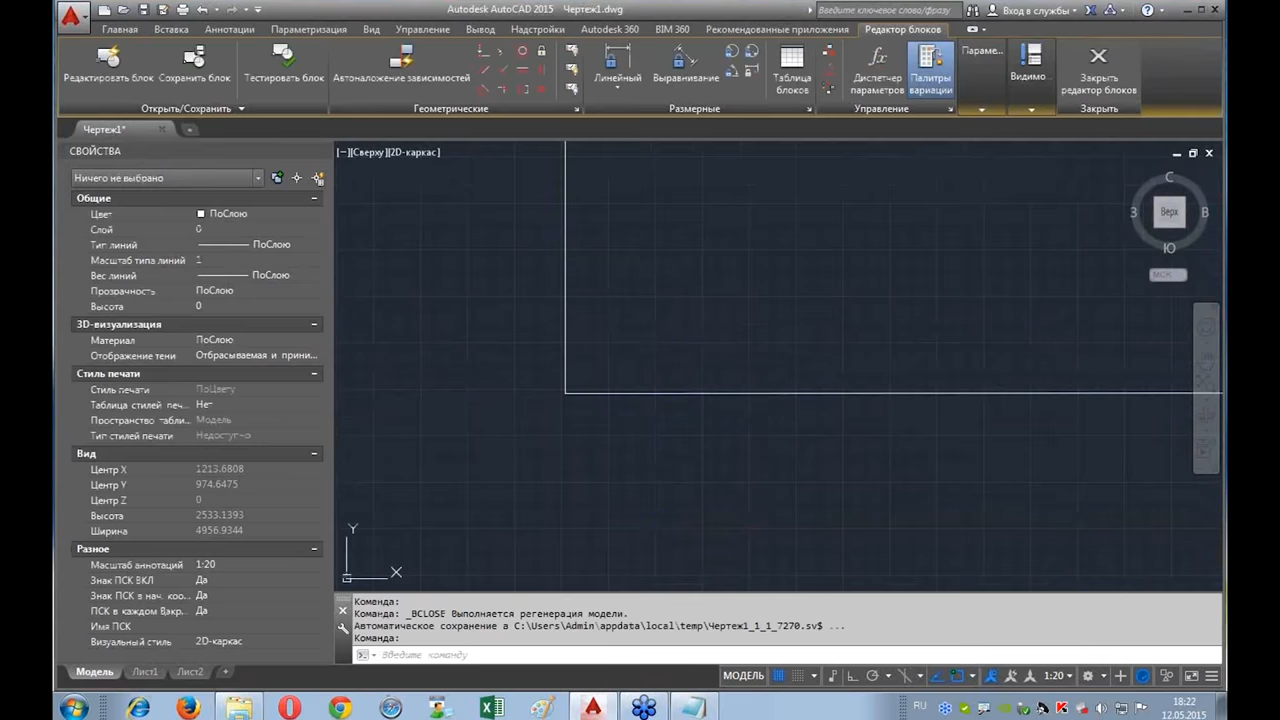 Autodesk AutoCAD 2015 Чертеж1.dwg
Введите ключевое слово/фразу
Вход в службы
Главная Вставка Аннотации Параметризация Вид Управление Вывод Надстройки Autodesk 360 BIM 360 Рекомендованные приложения Редактор блоков
Редактировать блок Сохранить блок Тестировать блок Автоналожение зависимостей Линейный Выравнивание Таблица блоков Диспетчер параметров Палитры вариации Параме... Видимо... Закрыть редактор блоков
Открыть/Сохранить Геометрические Размерные Управление Закрыть
Чертеж1*
СВОЙСТВА
[−][Сверху][2D-каркас]
Ничего не выбрано
С
З Верх В
Ю
МСК
Общие
Цвет ПоСлою
Слой 0
Тип линий ПоСлою
Масштаб типа линий 1
Вес линий ПоСлою
Прозрачность ПоСлою
Высота 0
3D-визуализация
Материал ПоСлою
Отображение тени Отбрасываемая и прини...
Стиль печати
Стиль печати ПоЦвету
Таблица стилей печ... Нет
Пространство табли... Модель
Тип стилей печати Недоступно
Вид
Центр X 1213.6808
Центр Y 974.6475
Центр Z 0
Высота 2533.1393
Ширина 4956.9344
Разное
Масштаб аннотаций 1:20
Знак ПСК ВКЛ Да
Знак ПСК в нач. коо... Да
ПСК в каждом Вэкр... Да
Имя ПСК
Визуальный стиль 2D-каркас
Y
X
Команда:
Команда: _BCLOSE Выполняется регенерация модели.
Автоматическое сохранение в C:\Users\Admin\appdata\local\temp\Чертеж1_1_1_7270.sv$ ...
Команда:
Введите команду
Модель Лист1 Лист2 +
МОДЕЛЬ 1:20
RU
18:22
12.05.2015